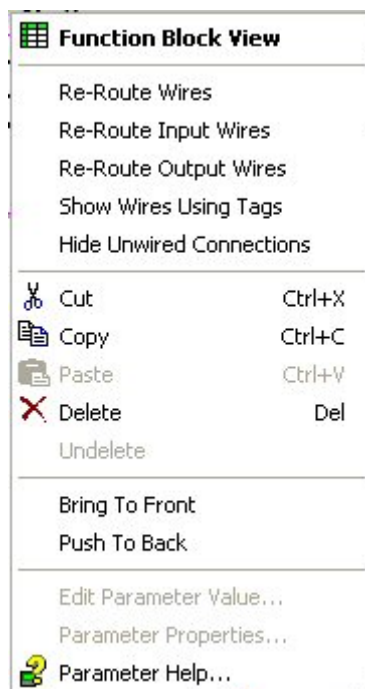 Function Block View
Re-Route Wires
Re-Route Input Wires
Re-Route Output Wires
Show Wires Using Tags
Hide Unwired Connections
Cut Ctrl+X
Copy Ctrl+C
Paste Ctrl+V
Delete Del
Undelete
Bring To Front
Push To Back
Edit Parameter Value...
Parameter Properties...
Parameter Help...